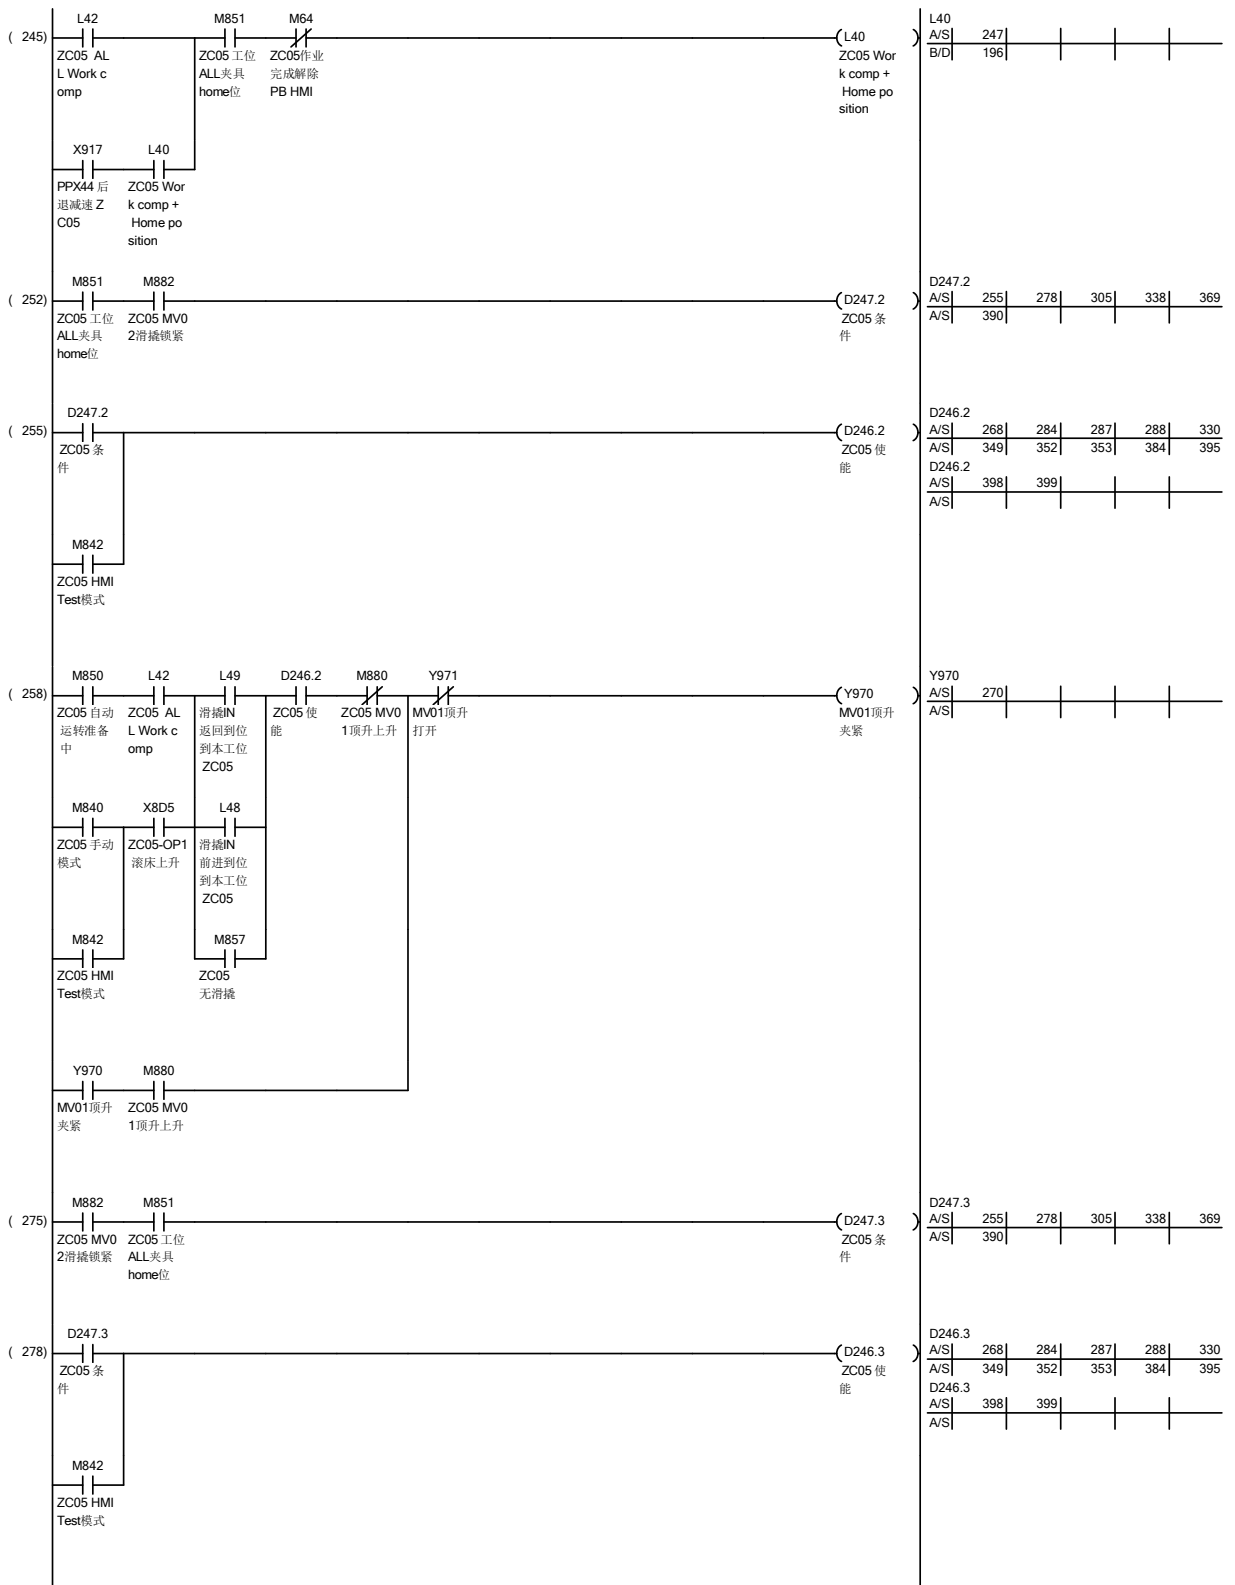 L42 M851 M64 L40
( 245) (L40 ) A/S 247
ZC05 AL ZC05 工位 ZC05作业 ZC05 Wor B/D 196
L Work c ALL夹具 完成解除 k comp +
omp home位 PB HMI Home po
sition
X917 L40
PPX44 后 ZC05 Wor
退减速 Z k comp +
C05 Home po
sition
M851 M882 D247.2
( 252) (D247.2 ) A/S 255 278 305 338 369
ZC05 工位 ZC05 MV0 ZC05 条 A/S 390
ALL夹具 2滑撬锁紧 件
home位
D247.2 D246.2
( 255) (D246.2 ) A/S 268 284 287 288 330
ZC05 条 ZC05 使 A/S 349 352 353 384 395
件 能 D246.2
A/S 398 399
A/S
M842
ZC05 HMI
Test模式
M850 L42 L49 D246.2 M880 Y971 Y970
( 258) (Y970 ) A/S 270
ZC05 自动 ZC05 AL 滑撬IN ZC05 使 ZC05 MV0 MV01顶升 MV01顶升 A/S
运转准备 L Work c 返回到位 能 1顶升上升 打开 夹紧
中 omp 到本工位
ZC05
M840 X8D5 L48
ZC05 手动 ZC05-OP1 滑撬IN
模式 滚床上升 前进到位
到本工位
ZC05
M842 M857
ZC05 HMI ZC05
Test模式 无滑撬
Y970 M880
MV01顶升 ZC05 MV0
夹紧 1顶升上升
M882 M851 D247.3
( 275) (D247.3 ) A/S 255 278 305 338 369
ZC05 MV0 ZC05 工位 ZC05 条 A/S 390
2滑撬锁紧 ALL夹具 件
home位
D247.3 D246.3
( 278) (D246.3 ) A/S 268 284 287 288 330
ZC05 条 ZC05 使 A/S 349 352 353 384 395
件 能 D246.3
A/S 398 399
A/S
M842
ZC05 HMI
Test模式